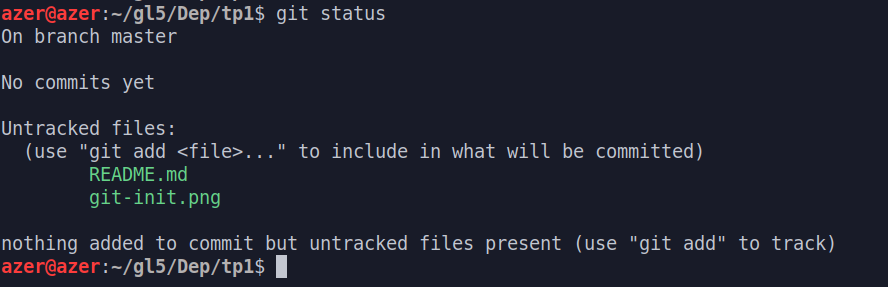 azer@azer:~/gl5/Dep/tp1$ git status
On branch master
No commits yet
Untracked files:
(use "git add <file>..." to include in what will be committed)
README.md
git-init.png
nothing added to commit but untracked files present (use "git add" to track)
azer@azer:~/gl5/Dep/tp1$